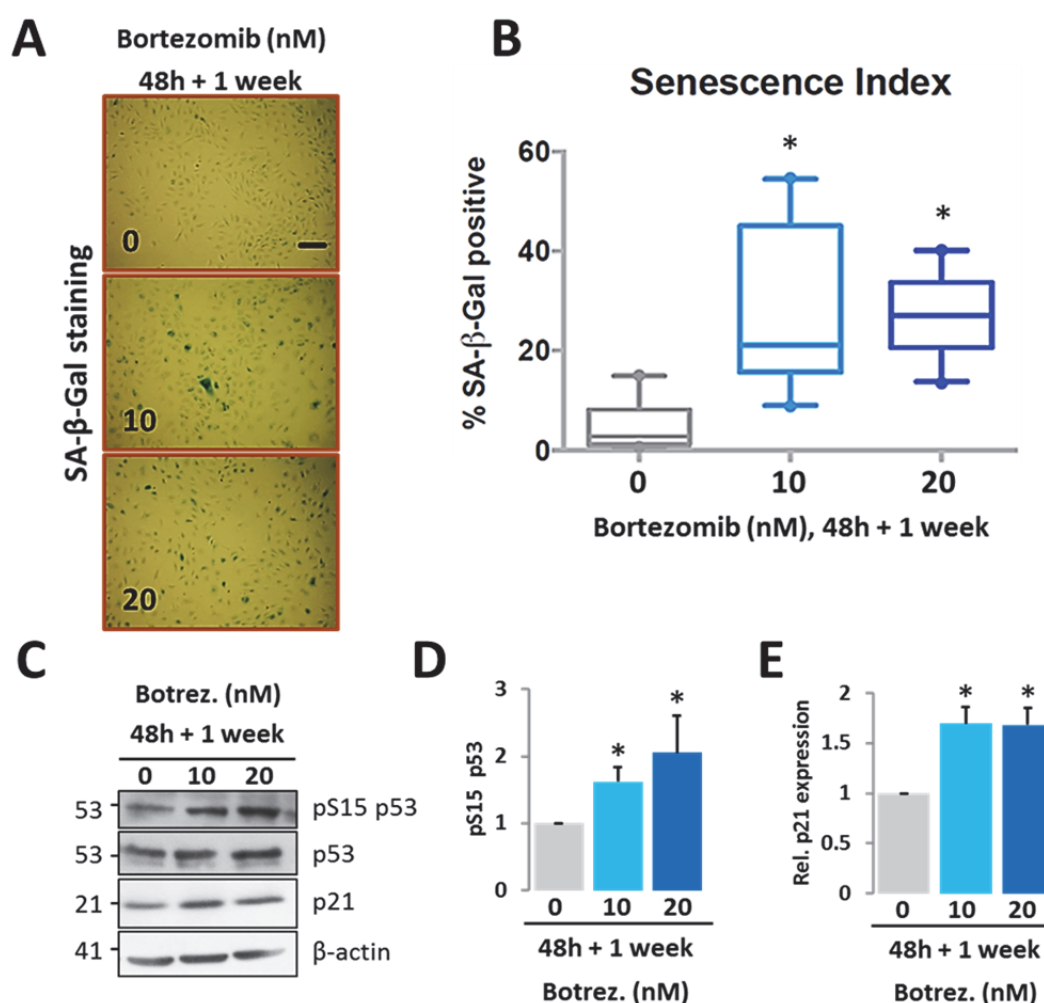 A
Bortezomib (nM)
48h + 1 week
SA-β-Gal staining
0
10
20
B
Senescence Index
% SA-β-Gal positive
60
40
20
0
*
*
0 10 20
Bortezomib (nM), 48h + 1 week
C
Botrez. (nM)
48h + 1 week
0 10 20
53 pS15 p53
53 p53
21 p21
41 β-actin
D
pS15 p53
3
2
1
0
*
*
0 10 20
48h + 1 week
Botrez. (nM)
E
Rel. p21 expression
2
1.5
1
0.5
0
* *
0 10 20
48h + 1 week
Botrez. (nM)